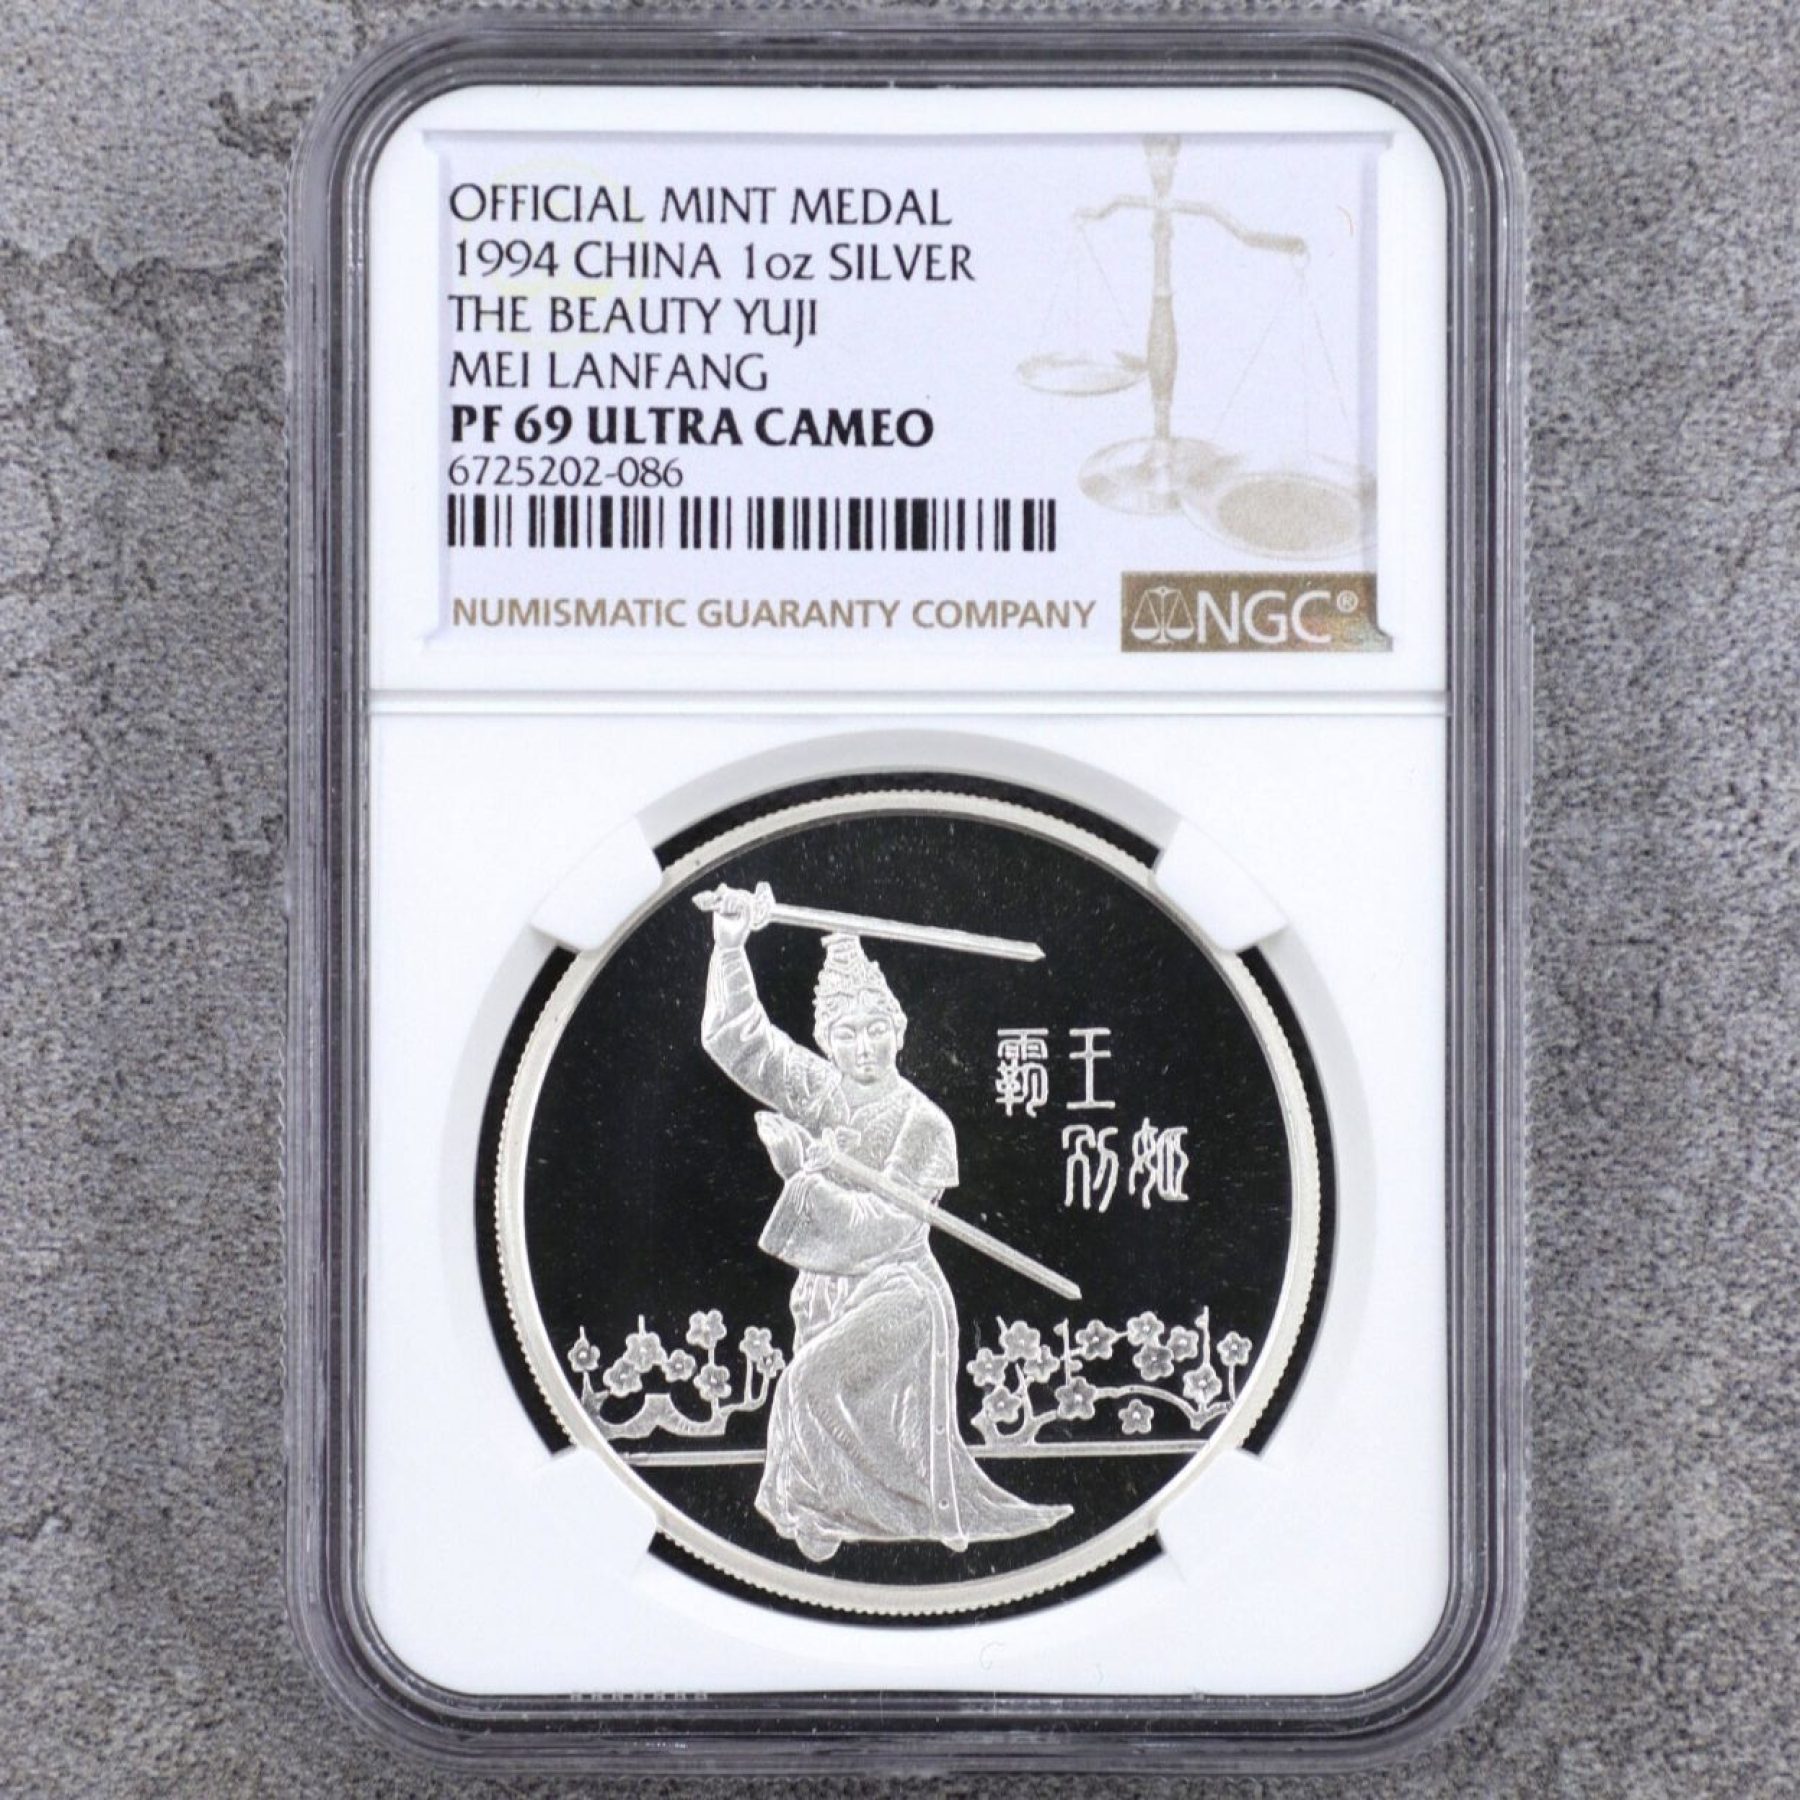 OFFICIAL MINT MEDAL
1994 CHINA 1oz SILVER
THE BEAUTY YUJI
MEI LANFANG
PF 69 ULTRA CAMEO
6725202-086
NUMISMATIC GUARANTY COMPANY
NGC®
霸王
别姬